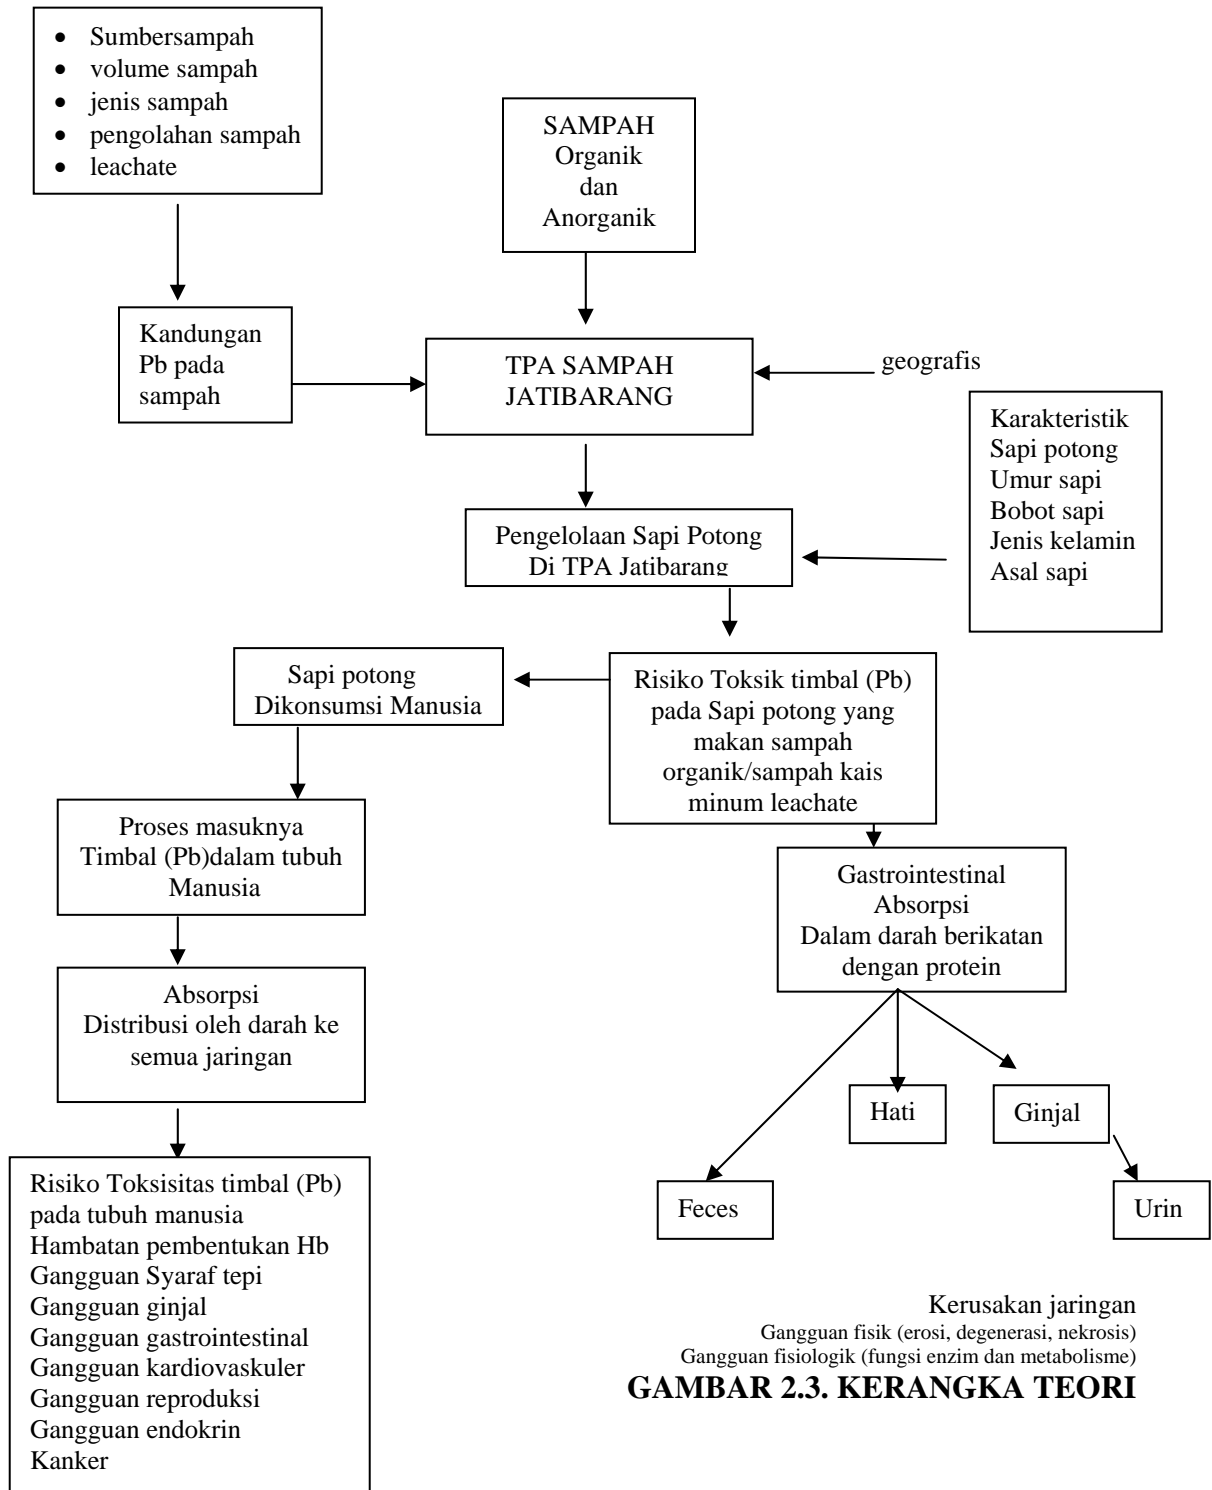 • Sumbersampah
• volume sampah
• jenis sampah
• pengolahan sampah
• leachate
SAMPAH
Organik
dan
Anorganik
Kandungan
Pb pada
sampah
TPA SAMPAH
JATIBARANG
geografis
Karakteristik
Sapi potong
Umur sapi
Bobot sapi
Jenis kelamin
Asal sapi
Pengelolaan Sapi Potong
Di TPA Jatibarang
Sapi potong
Dikonsumsi Manusia
Risiko Toksik timbal (Pb)
pada Sapi potong yang
makan sampah
organik/sampah kais
minum leachate
Proses masuknya
Timbal (Pb)dalam tubuh
Manusia
Gastrointestinal
Absorpsi
Dalam darah berikatan
dengan protein
Absorpsi
Distribusi oleh darah ke
semua jaringan
Hati
Ginjal
Feces
Urin
Risiko Toksisitas timbal (Pb)
pada tubuh manusia
Hambatan pembentukan Hb
Gangguan Syaraf tepi
Gangguan ginjal
Gangguan gastrointestinal
Gangguan kardiovaskuler
Gangguan reproduksi
Gangguan endokrin
Kanker
Kerusakan jaringan
Gangguan fisik (erosi, degenerasi, nekrosis)
Gangguan fisiologik (fungsi enzim dan metabolisme)
GAMBAR 2.3. KERANGKA TEORI